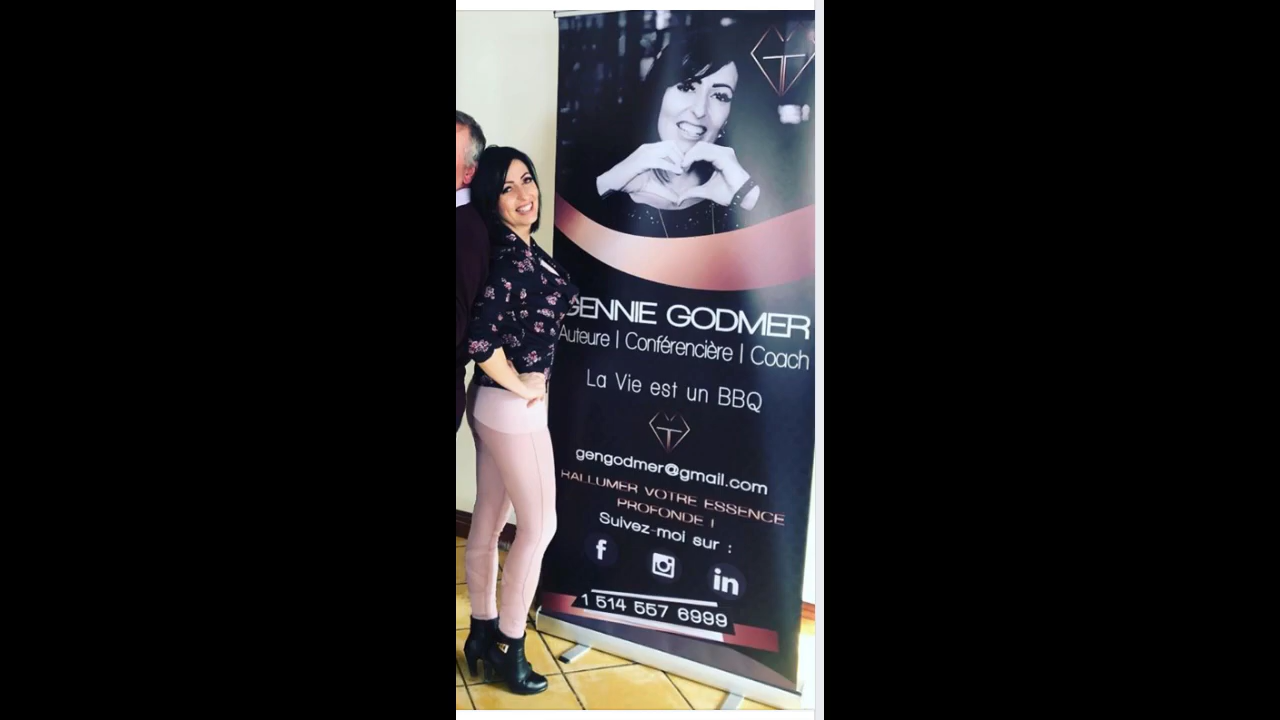 GENNIE GODMER
Auteure | Conférencière | Coach
La Vie est un BBQ
gengodmer@gmail.com
RALLUMER VOTRE ESSENCE
PROFONDE !
Suivez-moi sur :
f in
1 514 557 6999